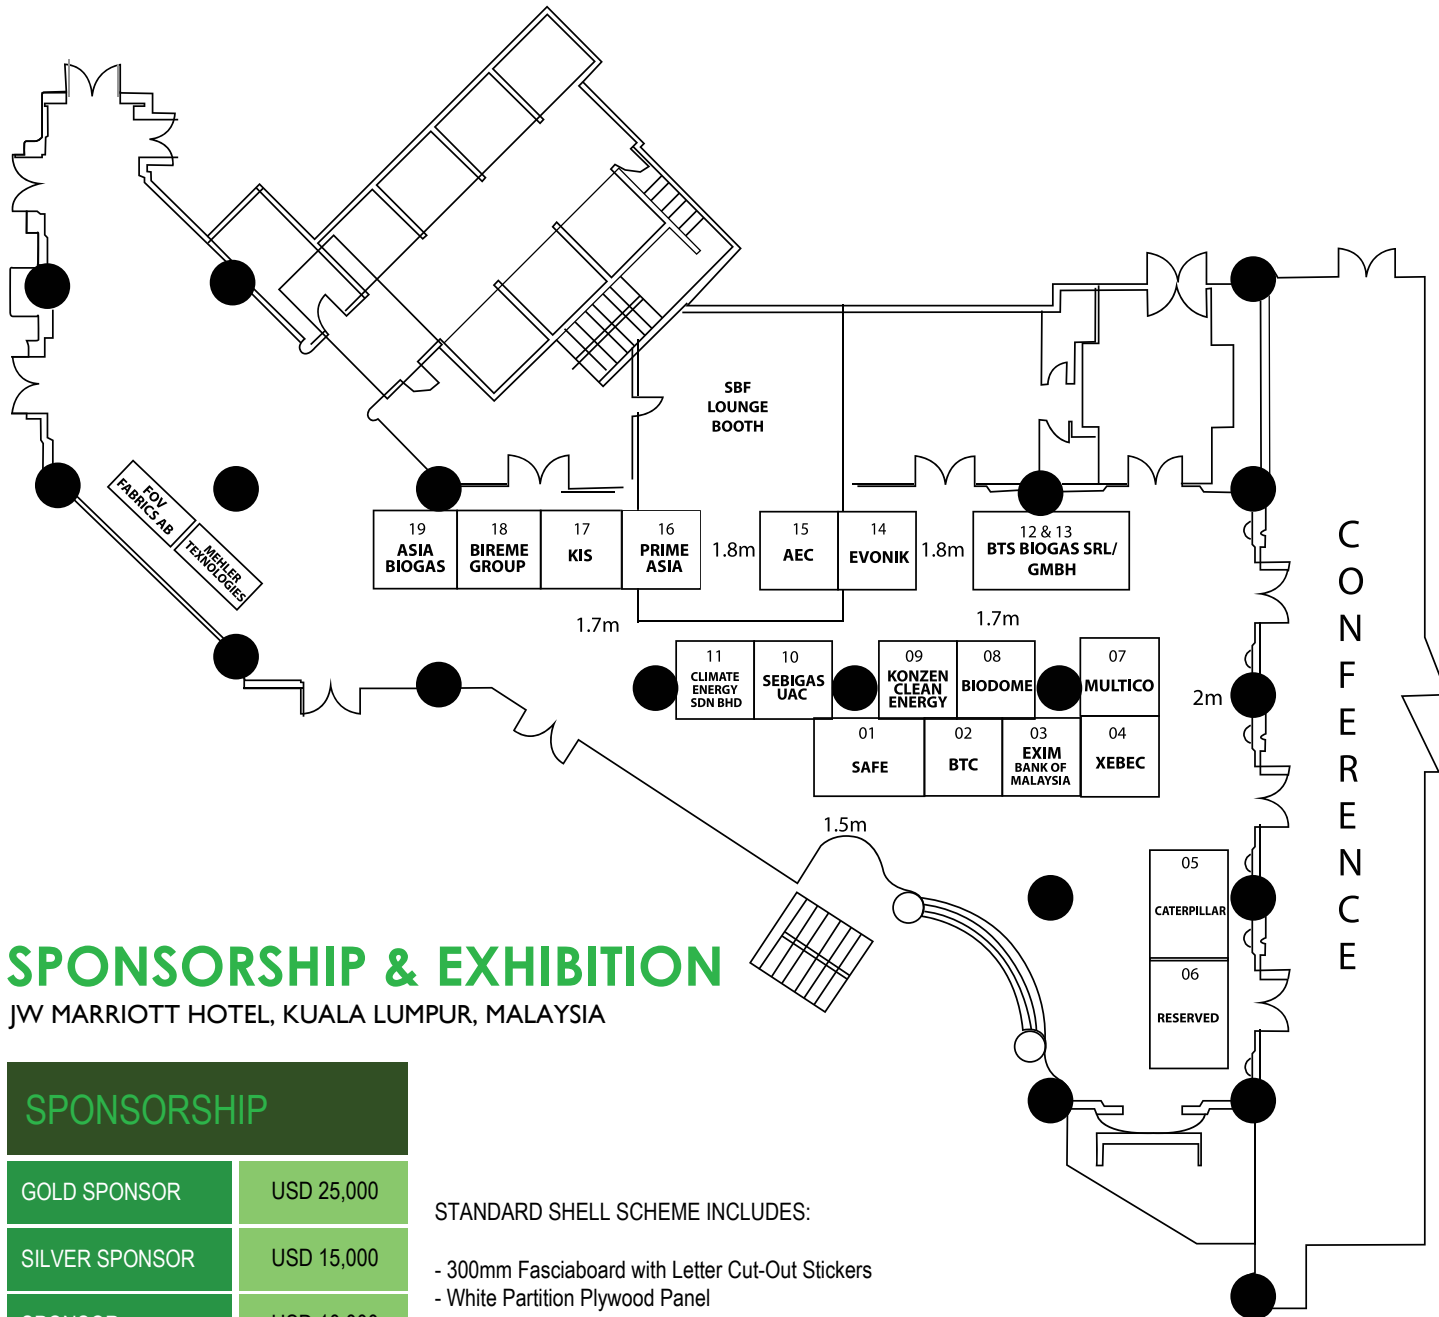 SBF
LOUNGE
BOOTH
FOV
FABRICS AB
MEHLER
TEXNOLOGIES
19
ASIA
BIOGAS
18
BIREME
GROUP
17
KIS
16
PRIME
ASIA
1.8m
15
AEC
14
EVONIK
1.8m
12 & 13
BTS BIOGAS SRL/
GMBH
1.7m
1.7m
11
CLIMATE
ENERGY
SDN BHD
10
SEBIGAS
UAC
09
KONZEN
CLEAN
ENERGY
08
BIODOME
07
MULTICO
2m
01
SAFE
02
BTC
03
EXIM
BANK OF
MALAYSIA
04
XEBEC
1.5m
05
CATERPILLAR
06
RESERVED
CONFERENCE
SPONSORSHIP & EXHIBITION
JW MARRIOTT HOTEL, KUALA LUMPUR, MALAYSIA
SPONSORSHIP
GOLD SPONSOR USD 25,000
SILVER SPONSOR USD 15,000
STANDARD SHELL SCHEME INCLUDES:
- 300mm Fasciaboard with Letter Cut-Out Stickers
- White Partition Plywood Panel